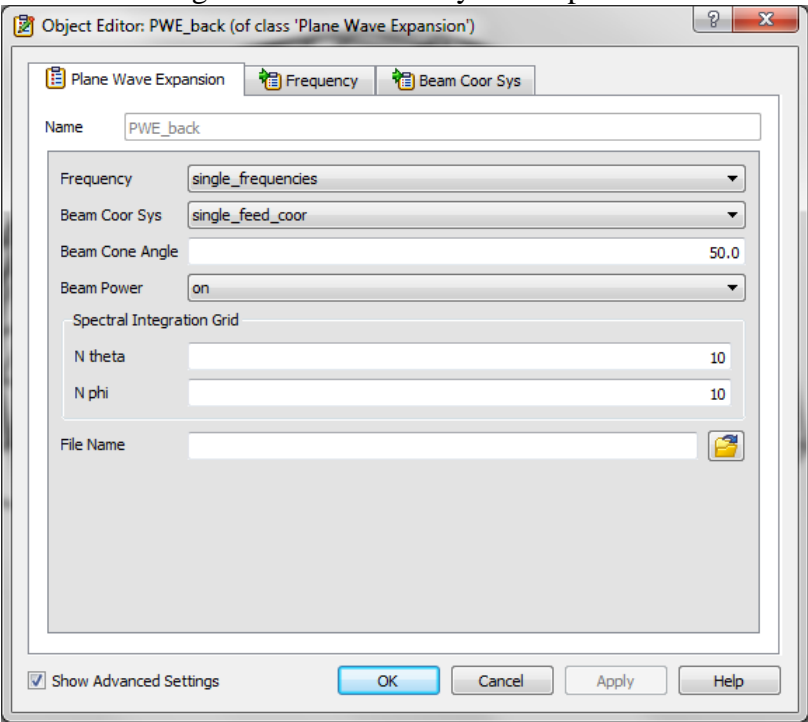 Object Editor: PWE_back (of class 'Plane Wave Expansion')
? X
Plane Wave Expansion Frequency Beam Coor Sys
Name PWE_back
Frequency single_frequencies
Beam Coor Sys single_feed_coor
Beam Cone Angle 50.0
Beam Power on
Spectral Integration Grid
N theta 10
N phi 10
File Name
Show Advanced Settings OK Cancel Apply Help